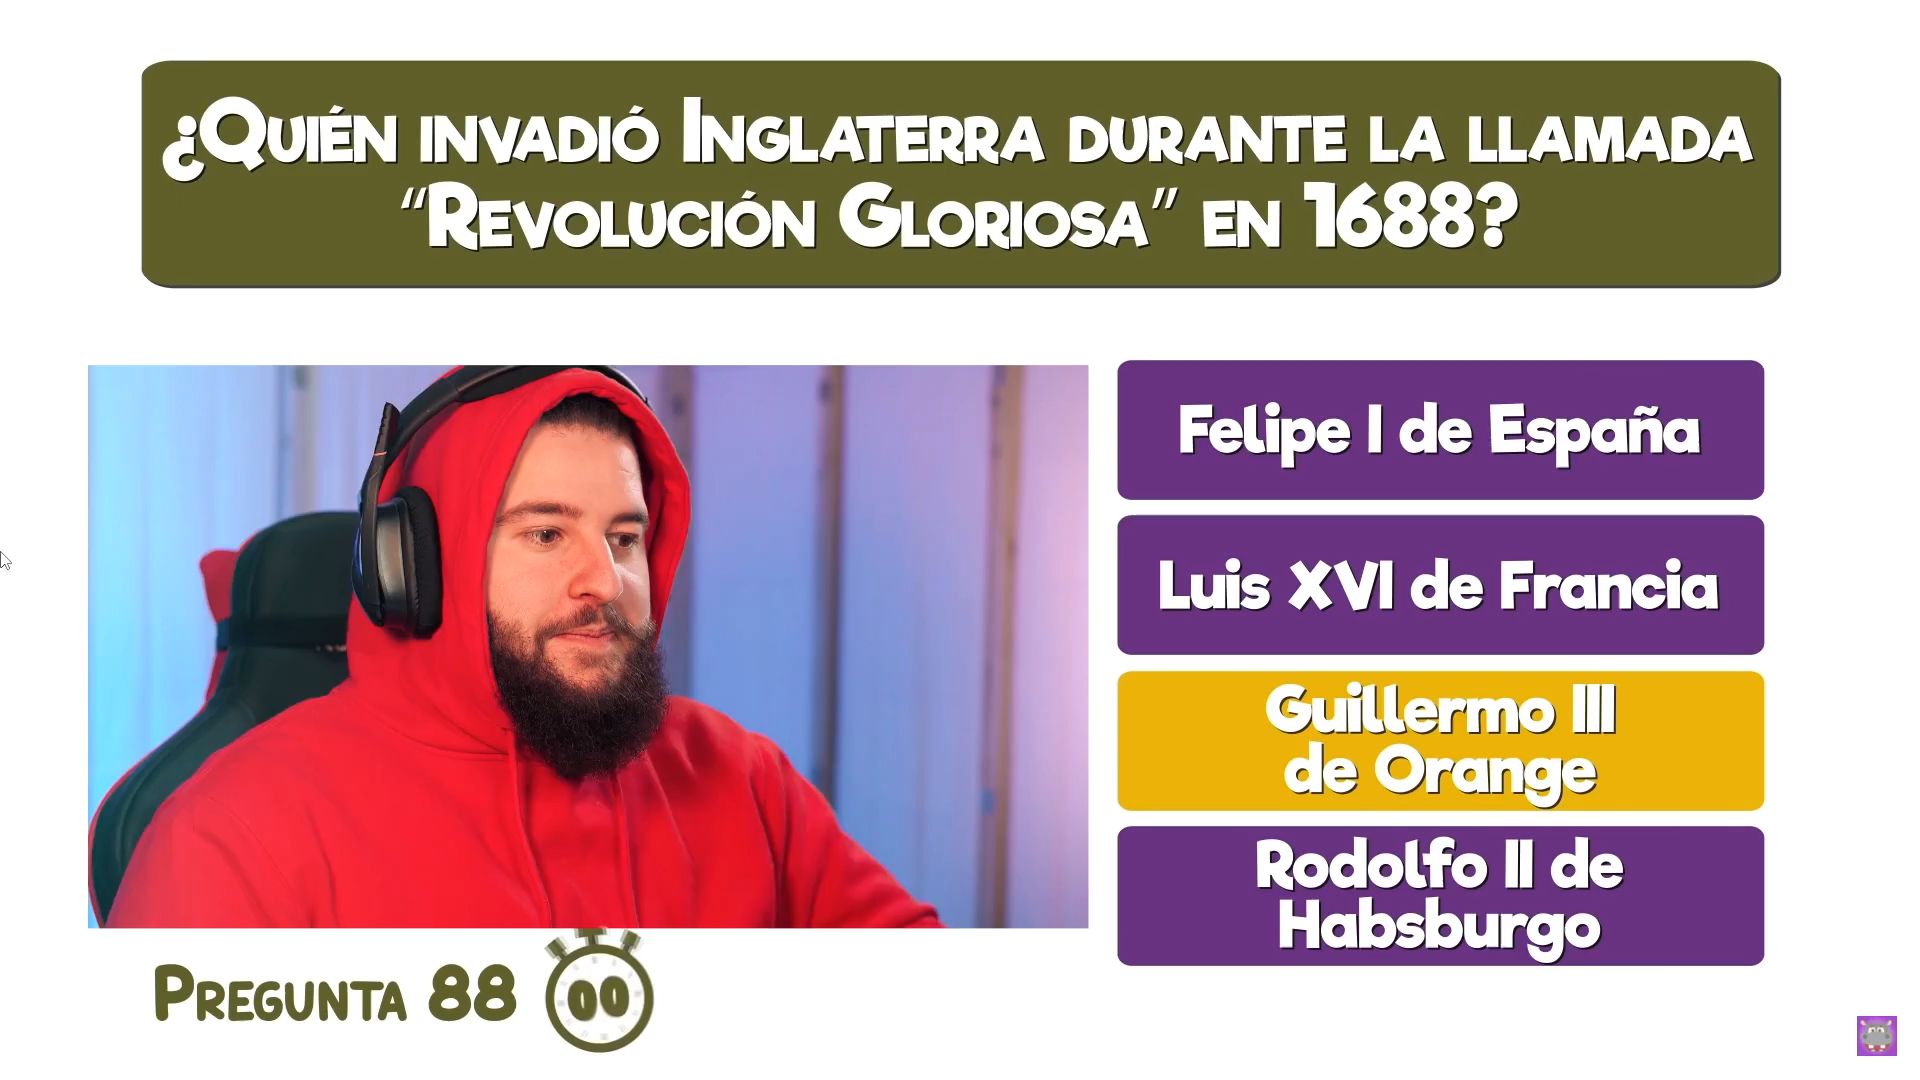 ¿Quién invadió Inglaterra durante la llamada
“Revolución Gloriosa” en 1688?
Felipe I de España
Luis XVI de Francia
Guillermo III
de Orange
Rodolfo II de
Habsburgo
Pregunta 88
00